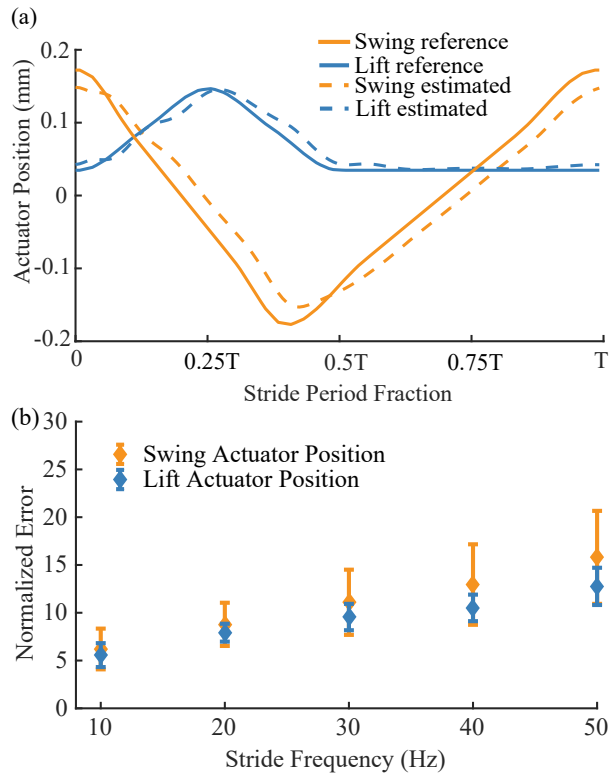 (a)
0.2
0.1
0
-0.1
-0.2
Actuator Position (mm)
Swing reference
Lift reference
Swing estimated
Lift estimated
0 0.25T 0.5T 0.75T T
Stride Period Fraction
(b)
30
25
20
15
10
5
0
Normalized Error
Swing Actuator Position
Lift Actuator Position
10 20 30 40 50
Stride Frequency (Hz)